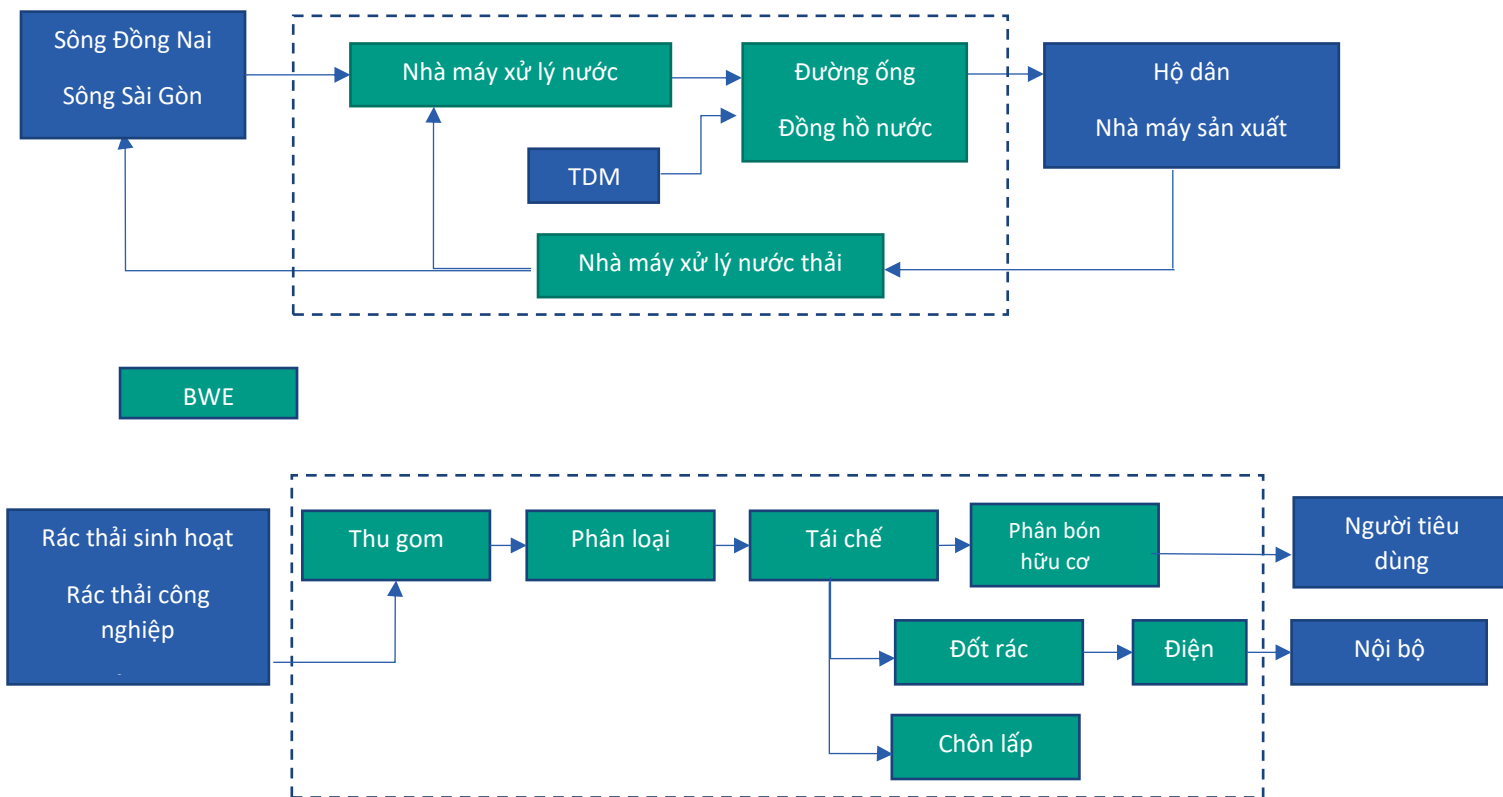 Sông Đồng Nai
Sông Sài Gòn
Nhà máy xử lý nước
Đường ống
Đồng hồ nước
Hộ dân
Nhà máy sản xuất
TDM
Nhà máy xử lý nước thải
BWE
Rác thải sinh hoạt
Rác thải công
nghiệp
Thu gom
Phân loại
Tái chế
Phân bón
hữu cơ
Người tiêu
dùng
Đốt rác
Điện
Nội bộ
Chôn lấp